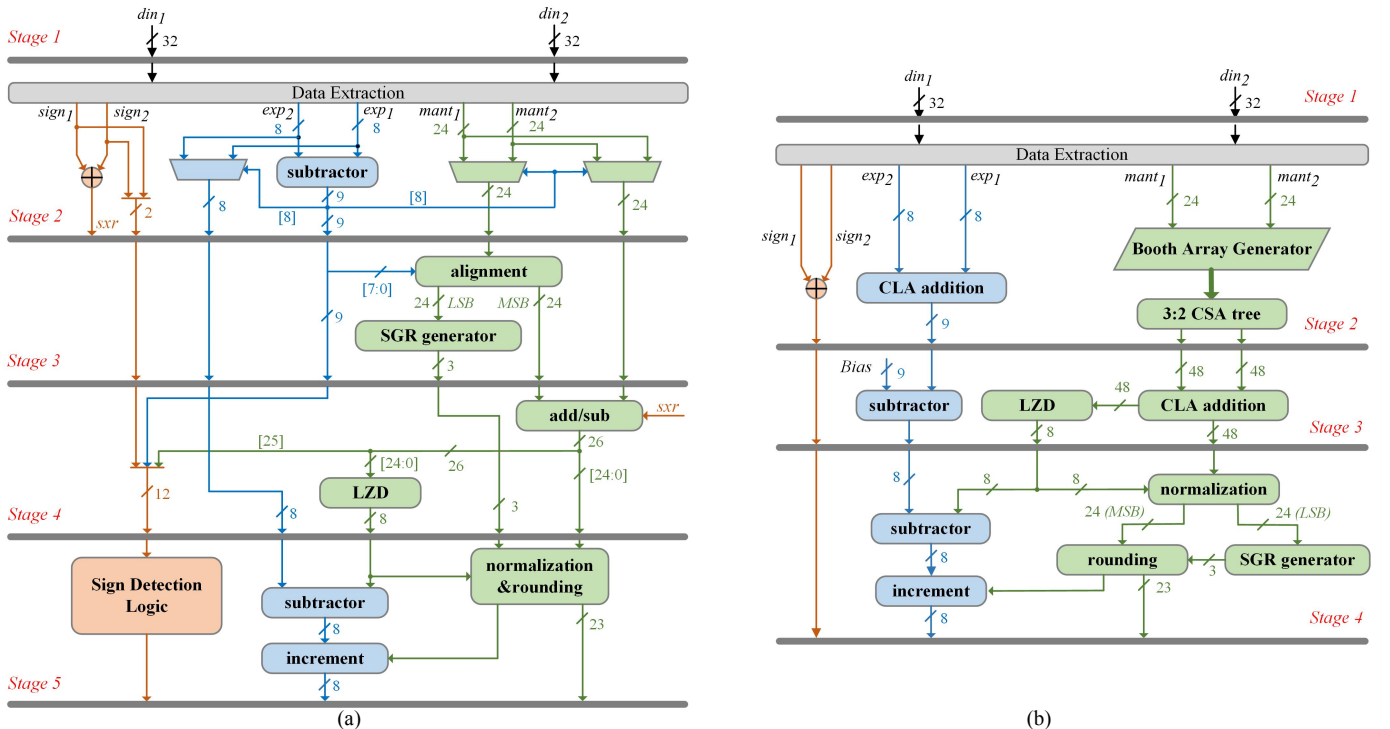 din1 din2
Stage 1 32 32
Data Extraction
sign1 sign2 exp2 exp1 mant1 mant2
8 8 24 24
subtractor
9 24
8 [8] [8] 24
Stage 2 sxr 2 9
alignment
[7:0] 24 LSB MSB 24
9 SGR generator
Stage 3 3
add/sub sxr
26
[25] 26
[24:0] [24:0]
LZD
12 3
Stage 4 8 8
Sign Detection
Logic
normalization
&rounding
subtractor
8 23
increment
Stage 5 8
(a)
din1 din2
32 32 Stage 1
Data Extraction
exp2 exp1 mant1 mant2
8 8 24 24
sign1 sign2
Booth Array Generator
CLA addition
3:2 CSA tree
9 Stage 2
Bias 9 48 48
subtractor LZD 48 CLA addition
8 48 Stage 3
8 8 8 normalization
24 (MSB) 24 (LSB)
subtractor
8 rounding 3 SGR generator
increment 23
8 Stage 4
(b)